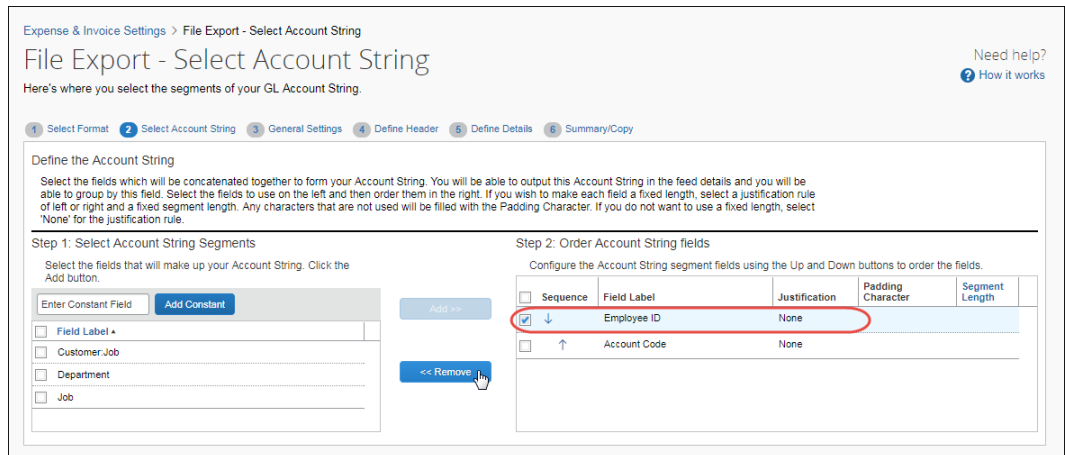 Expense & Invoice Settings > File Export - Select Account String
File Export - Select Account String
Need help?
? How it works
Here's where you select the segments of your GL Account String.
1 Select Format 2 Select Account String 3 General Settings 4 Define Header 5 Define Details 6 Summary/Copy
Define the Account String
Select the fields which will be concatenated together to form your Account String. You will be able to output this Account String in the feed details and you will be
able to group by this field. Select the fields to use on the left and then order them in the right. If you wish to make each field a fixed length, select a justification rule
of left or right and a fixed segment length. Any characters that are not used will be filled with the Padding Character. If you do not want to use a fixed length, select
'None' for the justification rule.
Step 1: Select Account String Segments
Select the fields that will make up your Account String. Click the
Add button.
Enter Constant Field Add Constant
Field Label
Customer:Job
Department
Job
Add >>
<< Remove
Step 2: Order Account String fields
Configure the Account String segment fields using the Up and Down buttons to order the fields.
Sequence Field Label Justification Padding Character Segment Length
Employee ID None
Account Code None